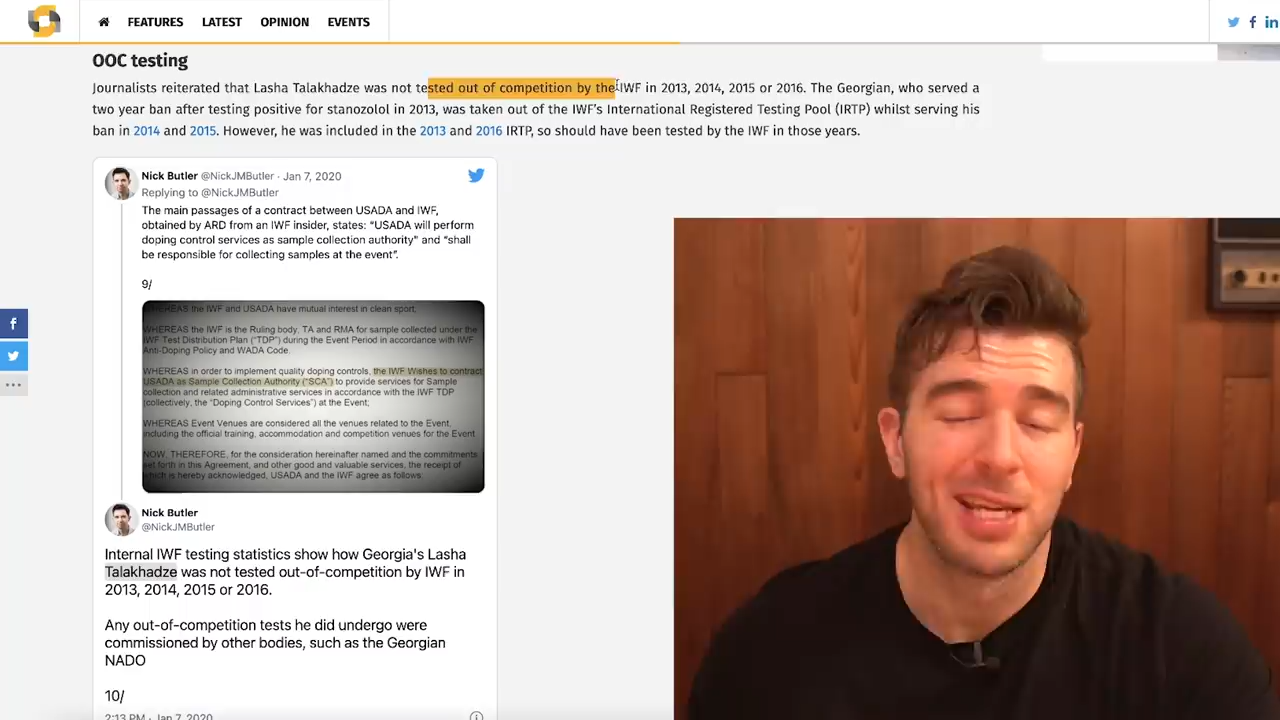 FEATURES LATEST OPINION EVENTS
OOC testing
Journalists reiterated that Lasha Talakhadze was not tested out of competition by the IWF in 2013, 2014, 2015 or 2016. The Georgian, who served a
two year ban after testing positive for stanozolol in 2013, was taken out of the IWF's International Registered Testing Pool (IRTP) whilst serving his
ban in 2014 and 2015. However, he was included in the 2013 and 2016 IRTP, so should have been tested by the IWF in those years.
Nick Butler @NickJMButler · Jan 7, 2020
Replying to @NickJMButler
The main passages of a contract between USADA and IWF,
obtained by ARD from an IWF insider, states: "USADA will perform
doping control services as sample collection authority" and "shall
be responsible for collecting samples at the event".
9/
WHEREAS the IWF and USADA have mutual interest in clean sport,
WHEREAS the IWF is the Ruling body, TA and RMA for sample collected under the
IWF Test Distribution Plan ("TDP") during the Event Period in accordance with IWF
Anti-Doping Policy and WADA Code.
WHEREAS in order to implement quality doping controls, the IWF Wishes to contract
USADA as Sample Collection Authority ("SCA") to provide services for Sample
collection and related administrative services in accordance with the IWF TDP
(collectively, the "Doping Control Services") at the Event;
WHEREAS Event Venues are considered all the venues related to the Event,
including the official training, accommodation and competition venues for the Event
NOW, THEREFORE, for the consideration hereinafter named and the commitments
set forth in this Agreement, and other good and valuable services, the receipt of
which is hereby acknowledged, USADA and the IWF agree as follows:
Nick Butler
@NickJMButler
Internal IWF testing statistics show how Georgia's Lasha
Talakhadze was not tested out-of-competition by IWF in
2013, 2014, 2015 or 2016.
Any out-of-competition tests he did undergo were
commissioned by other bodies, such as the Georgian
NADO
10/
2:13 PM · Jan 7, 2020